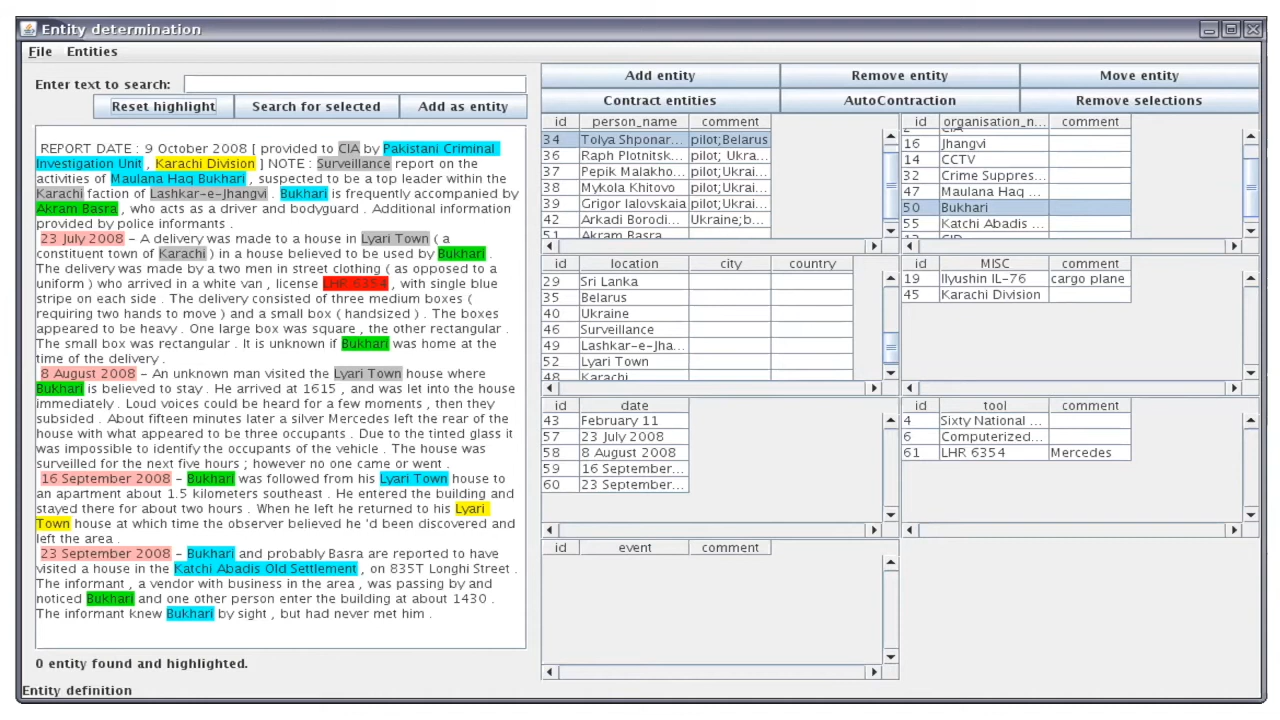 Entity determination
File Entities
Enter text to search:
Reset highlight Search for selected Add as entity
REPORT DATE : 9 October 2008 [ provided to CIA by Pakistani Criminal
Investigation Unit , Karachi Division ] NOTE : Surveillance report on the
activities of Maulana Haq Bukhari , suspected to be a top leader within the
Karachi faction of Lashkar-e-Jhangvi . Bukhari is frequently accompanied by
Akram Basra , who acts as a driver and bodyguard . Additional information
provided by police informants .
23 July 2008 – A delivery was made to a house in Lyari Town ( a
constituent town of Karachi ) in a house believed to be used by Bukhari .
The delivery was made by a two men in street clothing ( as opposed to a
uniform ) who arrived in a white van , license LHR 6354 , with single blue
stripe on each side . The delivery consisted of three medium boxes (
requiring two hands to move ) and a small box ( handsized ) . The boxes
appeared to be heavy . One large box was square , the other rectangular .
The small box was rectangular . It is unknown if Bukhari was home at the
time of the delivery .
8 August 2008 – An unknown man visited the Lyari Town house where
Bukhari is believed to stay . He arrived at 1615 , and was let into the house
immediately . Loud voices could be heard for a few moments , then they
subsided . About fifteen minutes later a silver Mercedes left the rear of the
house with what appeared to be three occupants . Due to the tinted glass it
was impossible to identify the occupants of the vehicle . The house was
surveilled for the next five hours ; however no one came or went .
16 September 2008 – Bukhari was followed from his Lyari Town house to
an apartment about 1.5 kilometers southeast . He entered the building and
stayed there for about two hours . When he left he returned to his Lyari
Town house at which time the observer believed he 'd been discovered and
left the area .
23 September 2008 – Bukhari and probably Basra are reported to have
visited a house in the Katchi Abadis Old Settlement , on 835T Longhi Street .
The informant , a vendor with business in the area , was passing by and
noticed Bukhari and one other person enter the building at about 1430 .
The informant knew Bukhari by sight , but had never met him .
0 entity found and highlighted.
Entity definition
Add entity Remove entity Move entity
Contract entities AutoContraction Remove selections
id person_name comment
34 Tolya Shponar... pilot;Belarus
36 Raph Plotnitsk... pilot; Ukra...
37 Pepik Malakho... pilot;Ukrai...
38 Mykola Khitovo pilot;Ukrai...
39 Grigor Ialovskaia pilot;Ukrai...
42 Arkadi Borodi... Ukraine;b...
51 Akram Basra
id organisation_n... comment
2 CIA
16 Jhangvi
14 CCTV
32 Crime Suppres...
47 Maulana Haq ...
50 Bukhari
55 Katchi Abadis ...
id location city country
29 Sri Lanka
35 Belarus
40 Ukraine
46 Surveillance
49 Lashkar-e-Jha...
52 Lyari Town
48 Karachi
id MISC comment
19 Ilyushin IL-76 cargo plane
45 Karachi Division
id date
43 February 11
57 23 July 2008
58 8 August 2008
59 16 September...
60 23 September...
id tool comment
4 Sixty National ...
6 Computerized...
61 LHR 6354 Mercedes
id event comment